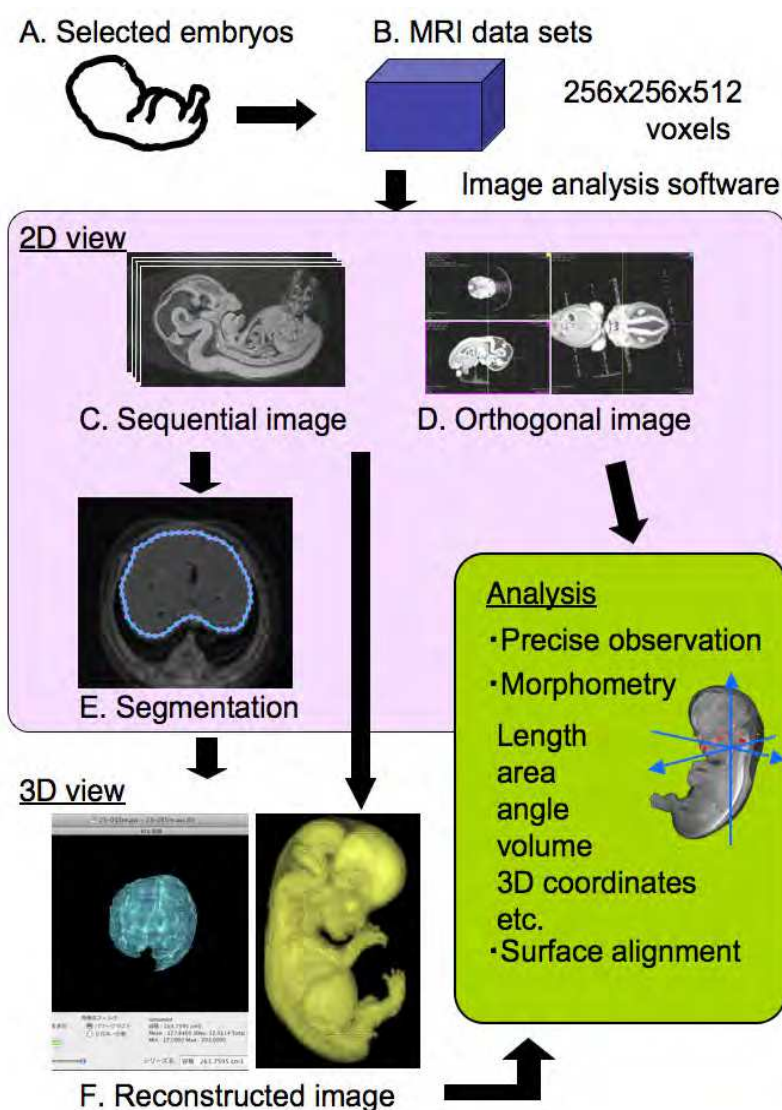 A. Selected embryos
B. MRI data sets
256x256x512
voxels
Image analysis software
2D view
C. Sequential image
D. Orthogonal image
E. Segmentation
Analysis
・Precise observation
・Morphometry
Length
area
angle
volume
3D coordinates
etc.
・Surface alignment
3D view
F. Reconstructed image